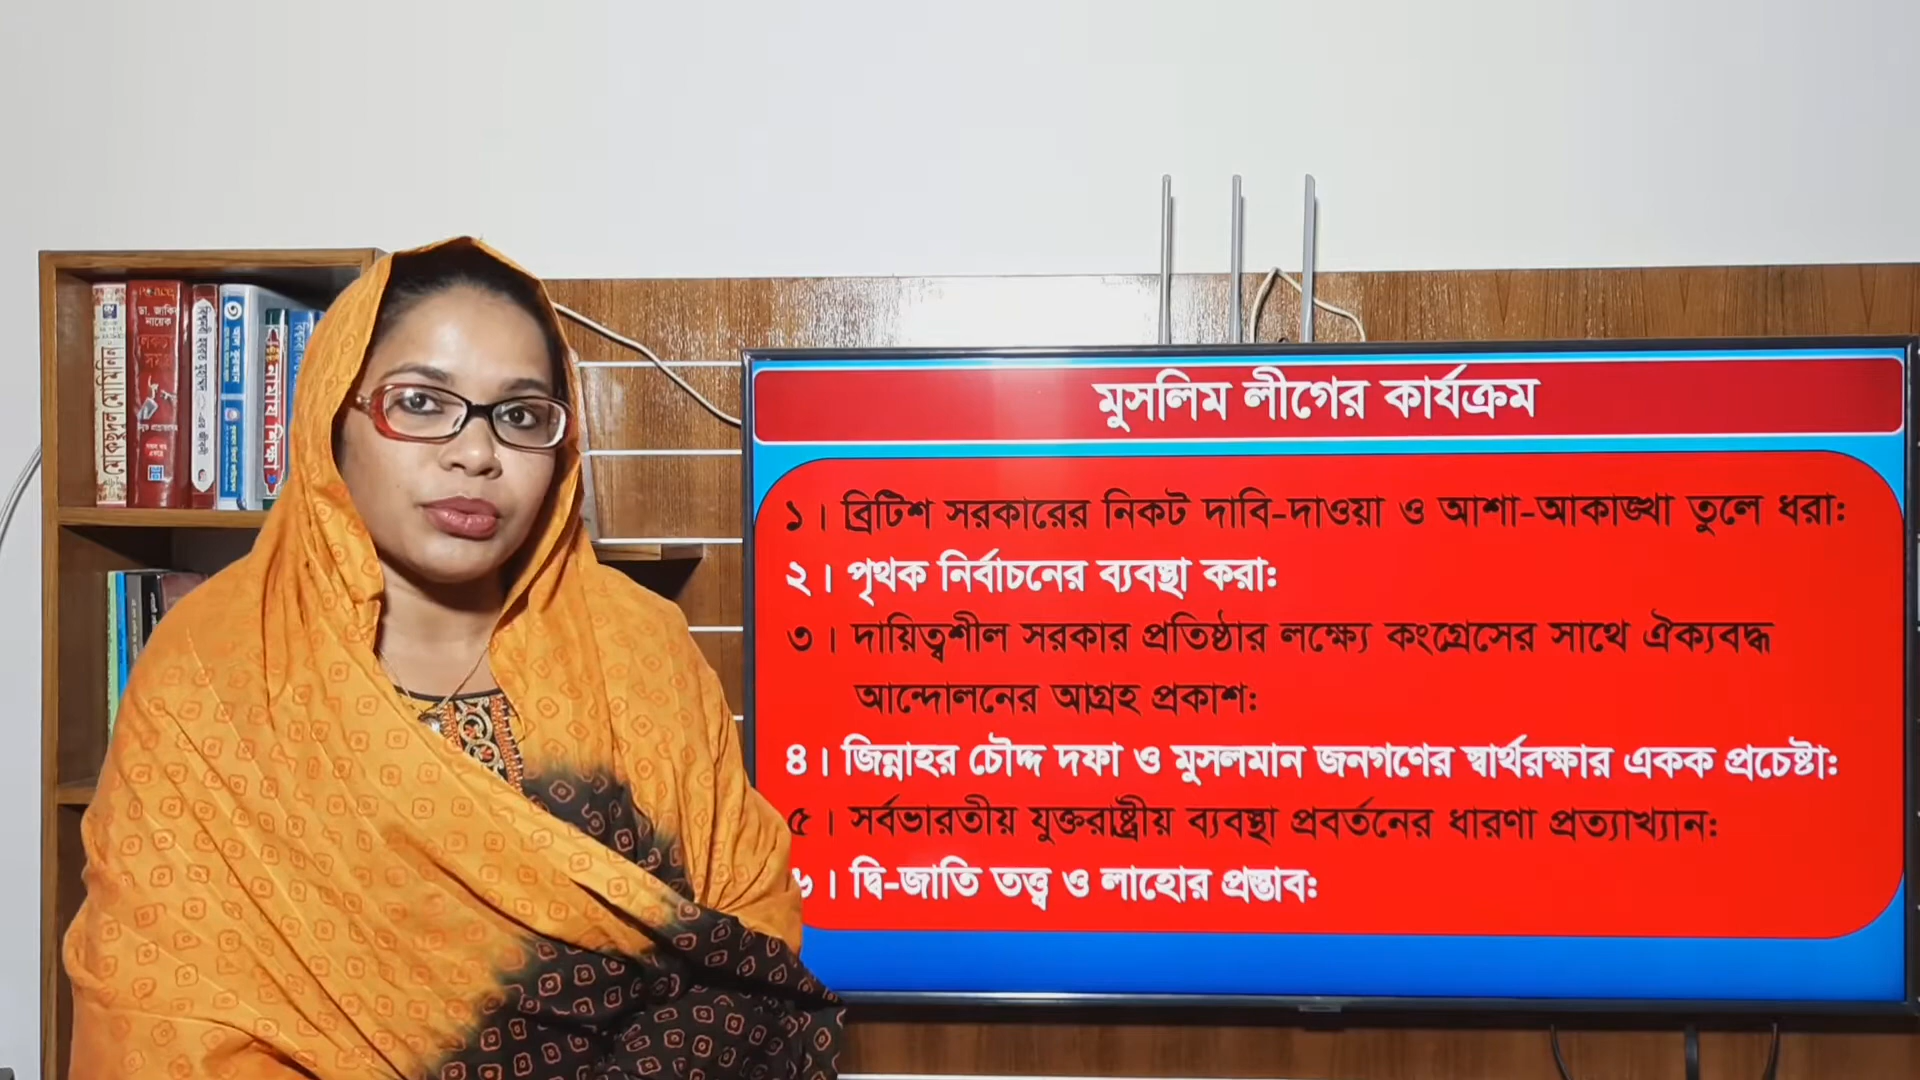 মুসলিম লীগের কার্যক্রম
১। ব্রিটিশ সরকারের নিকট দাবি-দাওয়া ও আশা-আকাঙ্খা তুলে ধরা:
২। পৃথক নির্বাচনের ব্যবস্থা করা:
৩। দায়িত্বশীল সরকার প্রতিষ্ঠার লক্ষ্যে কংগ্রেসের সাথে ঐক্যবদ্ধ
আন্দোলনের আগ্রহ প্রকাশ:
৪। জিন্নাহর চৌদ্দ দফা ও মুসলমান জনগণের স্বার্থরক্ষার একক প্রচেষ্টা:
৫। সর্বভারতীয় যুক্তরাষ্ট্রীয় ব্যবস্থা প্রবর্তনের ধারণা প্রত্যাখ্যান:
৬। দ্বি-জাতি তত্ত্ব ও লাহোর প্রস্তাব:
মোকছুদুল মোমিনিন
ডা. জাকির
নায়েক